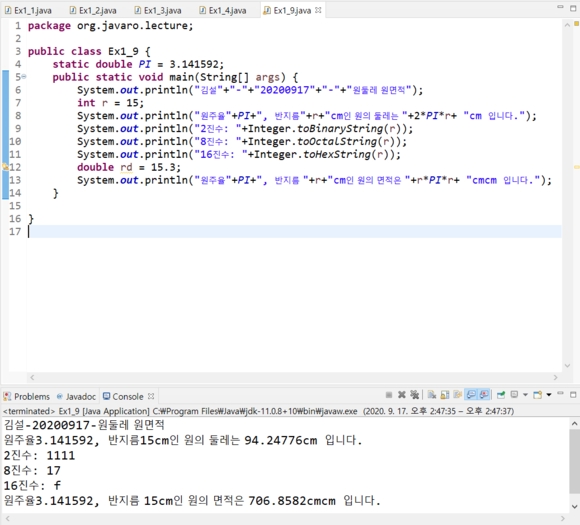 Ex1_1.java Ex1_2.java Ex1_3.java Ex1_4.java Ex1_9.java
1 package org.javaro.lecture;
2
3 public class Ex1_9 {
4 static double PI = 3.141592;
5 public static void main(String[] args) {
6 System.out.println("김설"+"-"+"20200917"+"-"+"원둘레 원면적");
7 int r = 15;
8 System.out.println("원주율"+PI+", 반지름"+r+"cm인 원의 둘레는 "+2*PI*r+ "cm 입니다.");
9 System.out.println("2진수: "+Integer.toBinaryString(r));
10 System.out.println("8진수: "+Integer.toOctalString(r));
11 System.out.println("16진수: "+Integer.toHexString(r));
12 double rd = 15.3;
13 System.out.println("원주율"+PI+", 반지름 "+r+"cm인 원의 면적은 "+r*PI*r+ "cmcm 입니다.");
14 }
15
16 }
17
Problems Javadoc Console
<terminated> Ex1_9 [Java Application] C:₩Program Files₩Java₩jdk-11.0.8+10₩bin₩javaw.exe (2020. 9. 17. 오후 2:47:35 – 오후 2:47:37)
김설-20200917-원둘레 원면적
원주율3.141592, 반지름15cm인 원의 둘레는 94.24776cm 입니다.
2진수: 1111
8진수: 17
16진수: f
원주율3.141592, 반지름 15cm인 원의 면적은 706.8582cmcm 입니다.